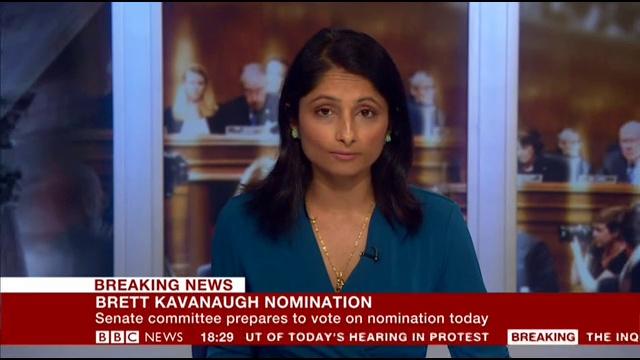 BREAKING NEWS
BRETT KAVANAUGH NOMINATION
Senate committee prepares to vote on nomination today
BBC NEWS 18:29 UT OF TODAY'S HEARING IN PROTEST BREAKING THE INQ